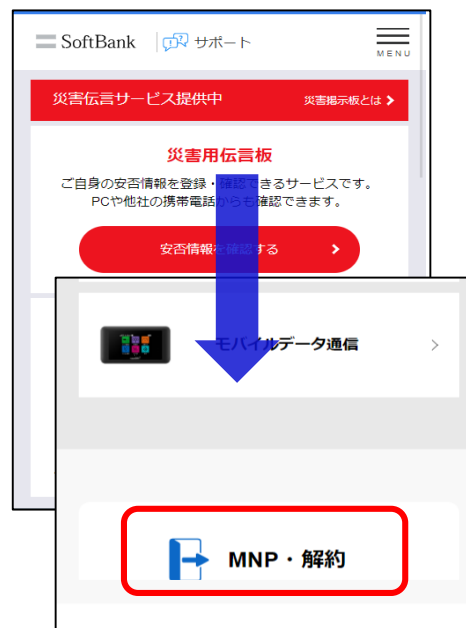 SoftBank サポート
MENU
災害伝言サービス提供中 災害掲示板とは
災害用伝言板
ご自身の安否情報を登録・確認できるサービスです。
PCや他社の携帯電話からも確認できます。
安否情報を確認する
モバイルデータ通信
MNP・解約